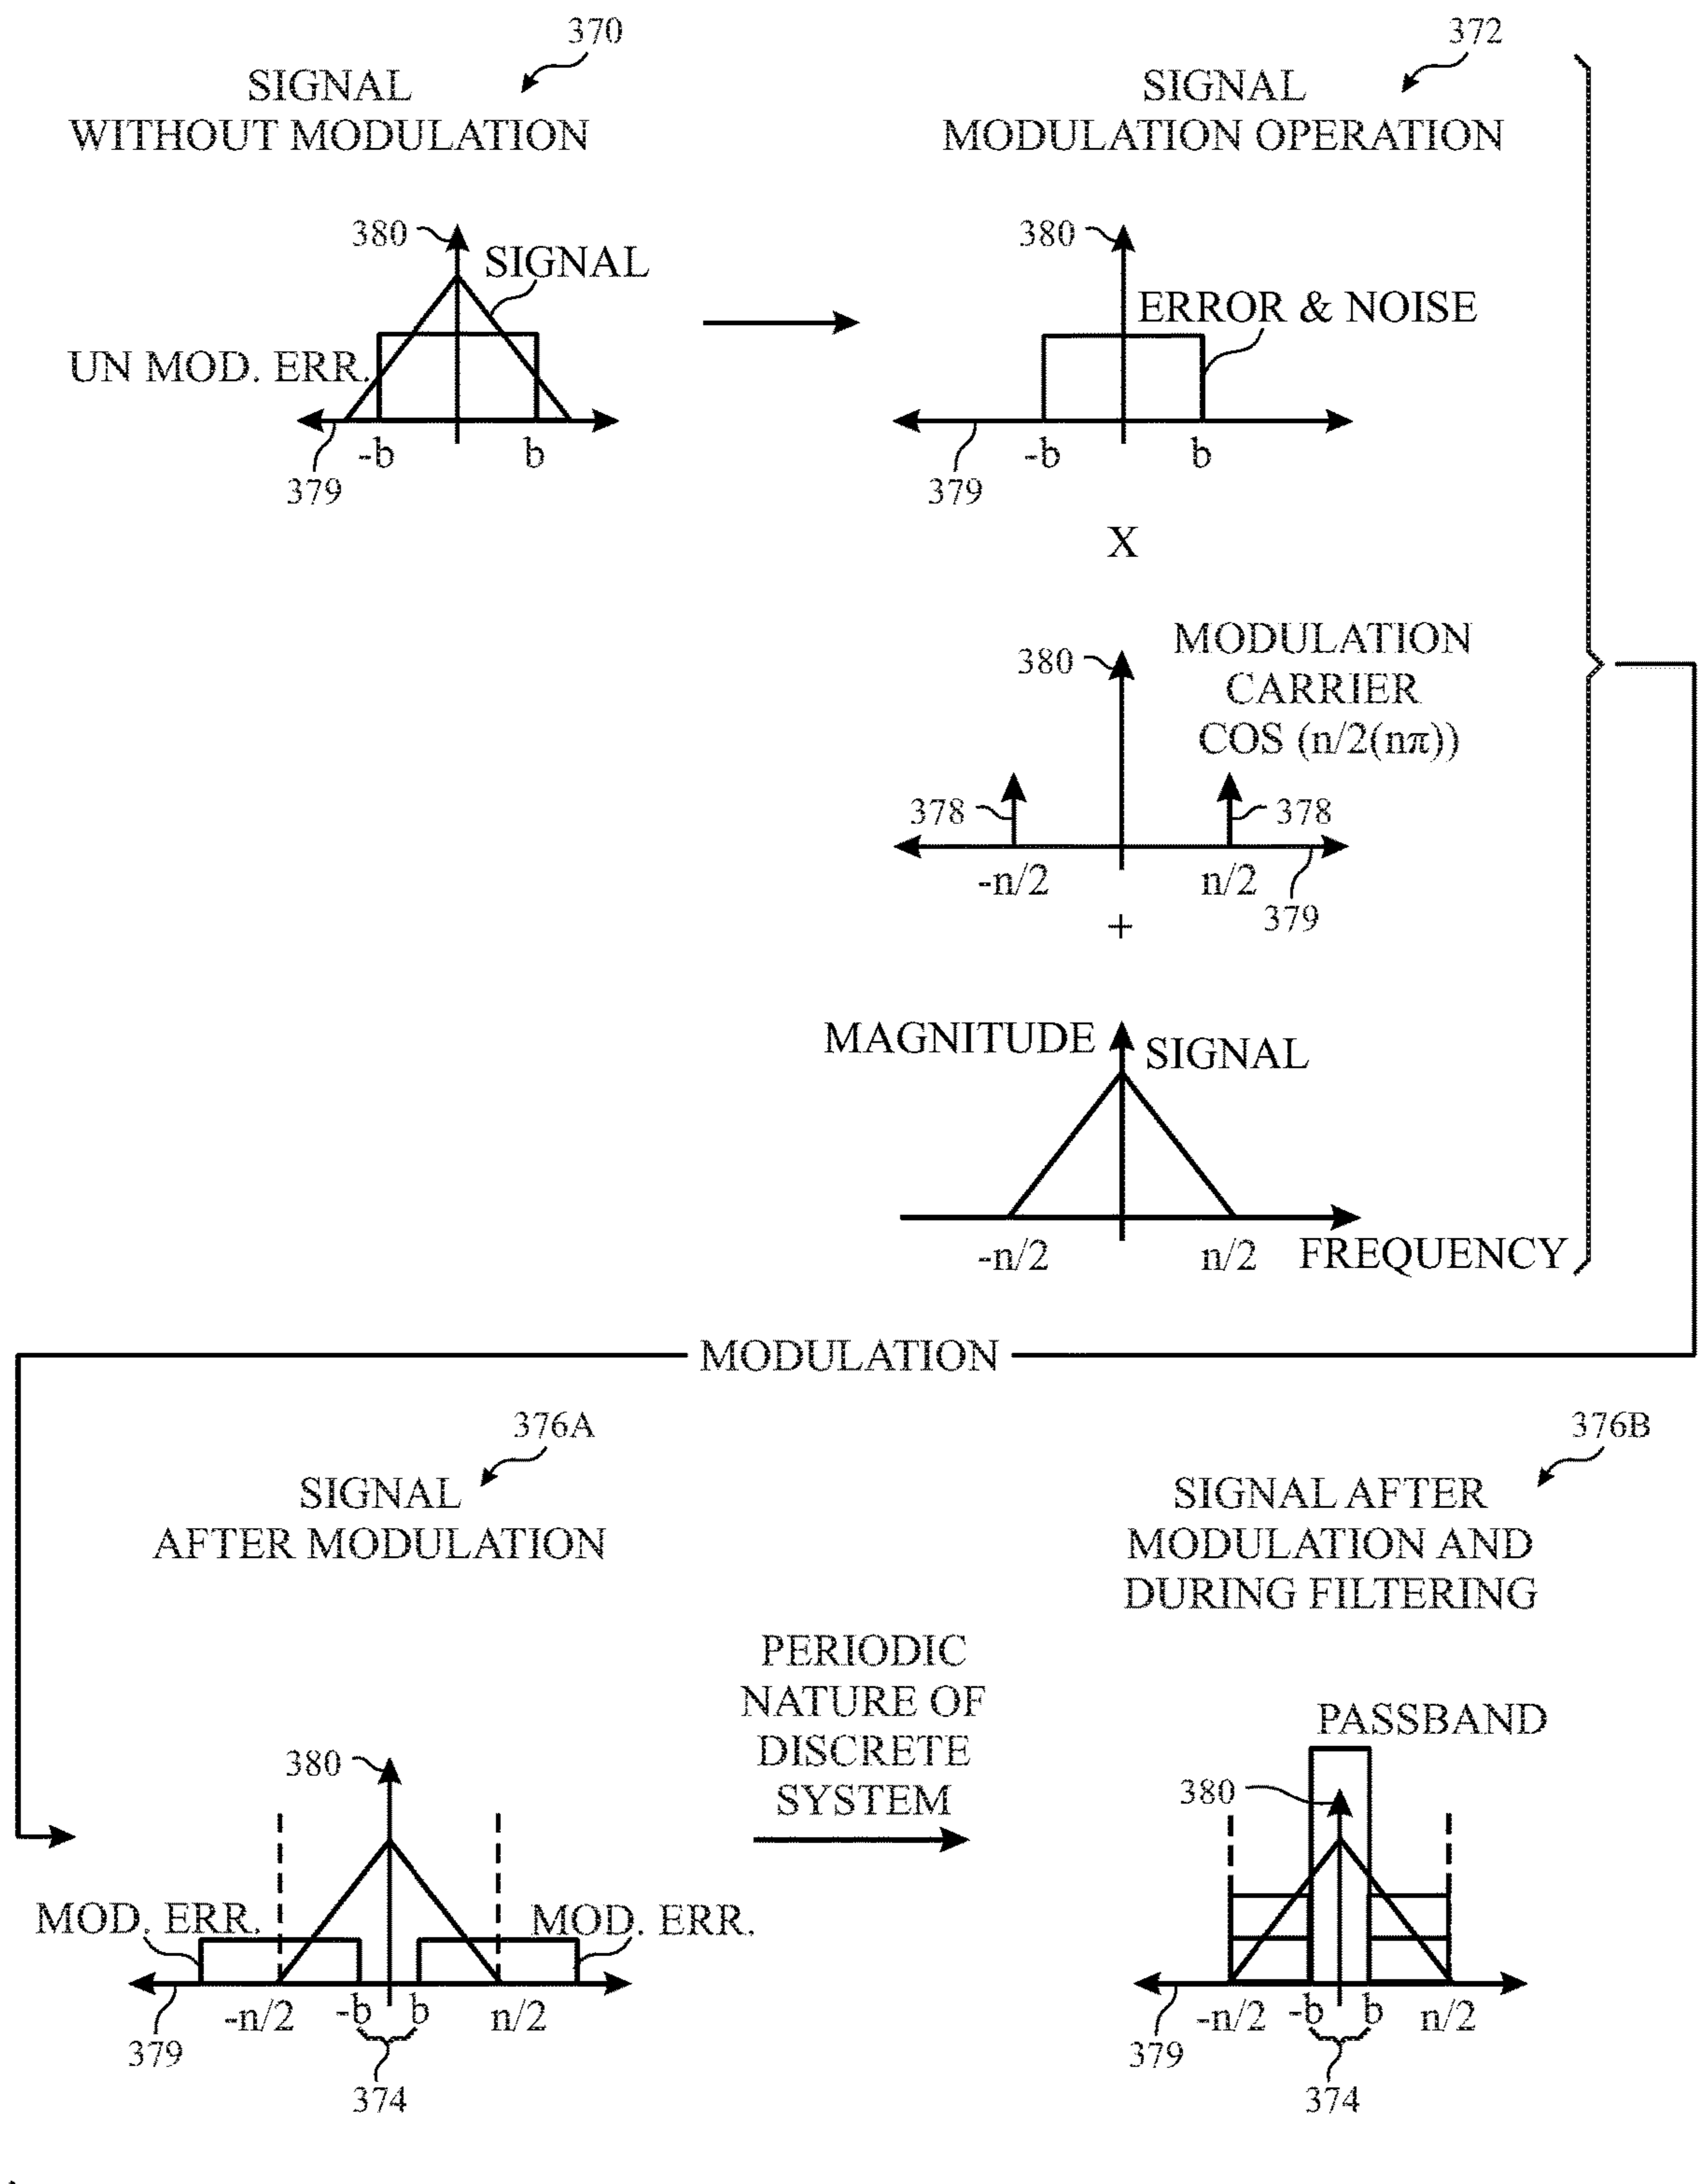 370
SIGNAL
WITHOUT MODULATION
372
SIGNAL
MODULATION OPERATION
380
SIGNAL
UN MOD. ERR.
-b b
379
380
ERROR & NOISE
-b b
379
X
MODULATION
CARRIER
COS (n/2(nπ))
380
378 378
-n/2 n/2
379
+
MAGNITUDE
SIGNAL
-n/2 n/2 FREQUENCY
MODULATION
376A
SIGNAL
AFTER MODULATION
376B
SIGNAL AFTER
MODULATION AND
DURING FILTERING
PERIODIC
NATURE OF
DISCRETE
SYSTEM
380
MOD. ERR. MOD. ERR.
-n/2 -b b n/2
379
374
PASSBAND
380
-n/2 -b b n/2
379
374